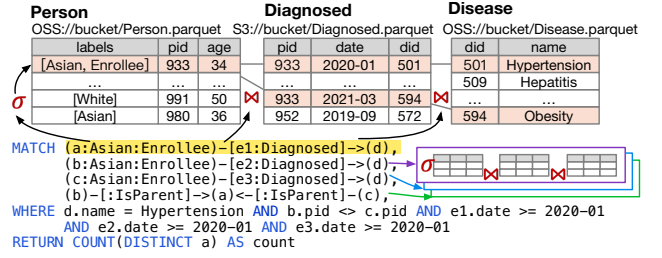 Person Diagnosed Disease
OSS://bucket/Person.parquet S3://bucket/Diagnosed.parquet OSS://bucket/Disease.parquet
labels pid age pid date did did name
[Asian, Enrollee] 933 34 933 2020-01 501 501 Hypertension
... ... ... ... ... ... 509 Hepatitis
σ [White] 991 50 ⋈ 933 2021-03 594 ⋈ ... ...
[Asian] 980 36 952 2019-09 572 594 Obesity
MATCH (a:Asian:Enrollee)-[e1:Diagnosed]->(d),
(b:Asian:Enrollee)-[e2:Diagnosed]->(d), σ ⋈ ⋈
(c:Asian:Enrollee)-[e3:Diagnosed]->(d),
(b)-[:IsParent]->(a)<-[:IsParent]-(c),
WHERE d.name = Hypertension AND b.pid <> c.pid AND e1.date >= 2020-01
AND e2.date >= 2020-01 AND e3.date >= 2020-01
RETURN COUNT(DISTINCT a) AS count